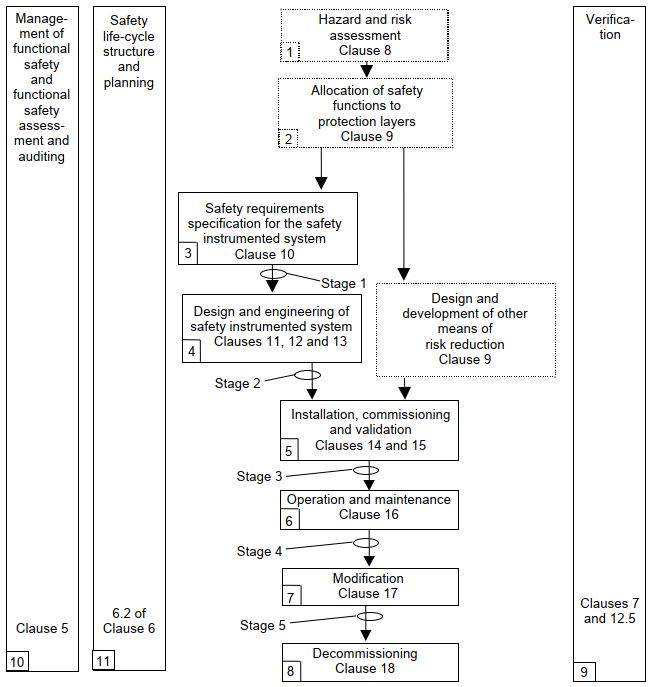 Manage-
ment of
functional
safety
and
functional
safety
assess-
ment and
auditing
Clause 5
10
Safety
life-cycle
structure
and
planning
6.2 of
Clause 6
11
Hazard and risk
assessment
Clause 8
1
Allocation of safety
functions to
protection layers
Clause 9
2
Safety requirements
specification for the safety
instrumented system
Clause 10
3
Stage 1
Design and engineering of
safety instrumented system
Clauses 11, 12 and 13
4
Design and
development of other
means of
risk reduction
Clause 9
Stage 2
Installation, commissioning
and validation
Clauses 14 and 15
5
Stage 3
Operation and maintenance
Clause 16
6
Stage 4
Modification
Clause 17
7
Stage 5
Decommissioning
Clause 18
8
Verifica-
tion
Clauses 7
and 12.5
9